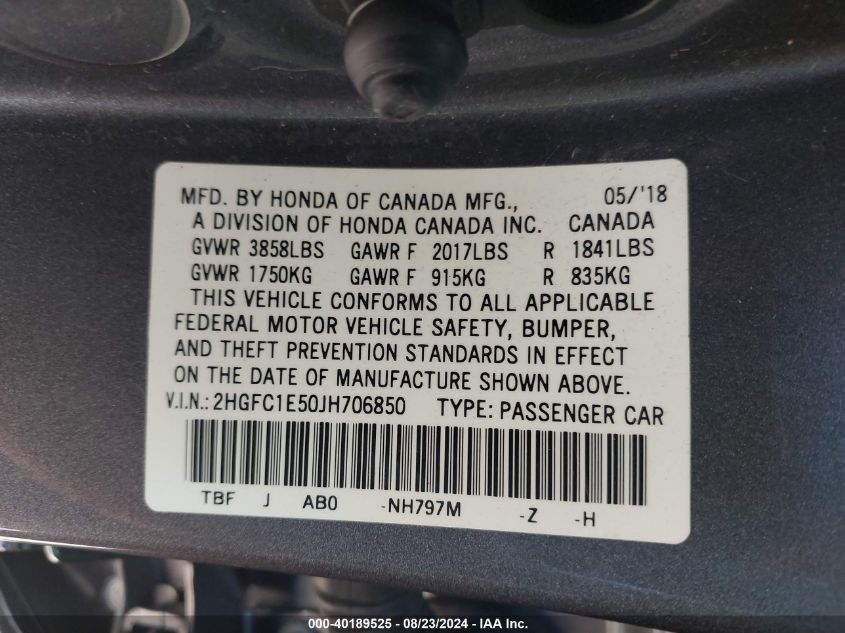 MFD. BY HONDA OF CANADA MFG., 05/'18
A DIVISION OF HONDA CANADA INC. CANADA
GVWR 3858LBS GAWR F 2017LBS R 1841LBS
GVWR 1750KG GAWR F 915KG R 835KG
THIS VEHICLE CONFORMS TO ALL APPLICABLE
FEDERAL MOTOR VEHICLE SAFETY, BUMPER,
AND THEFT PREVENTION STANDARDS IN EFFECT
ON THE DATE OF MANUFACTURE SHOWN ABOVE.
V.I.N.: 2HGFC1E50JH706850 TYPE: PASSENGER CAR
TBF J AB0 -NH797M -Z -H
000-40189525 - 08/23/2024 - IAA Inc.